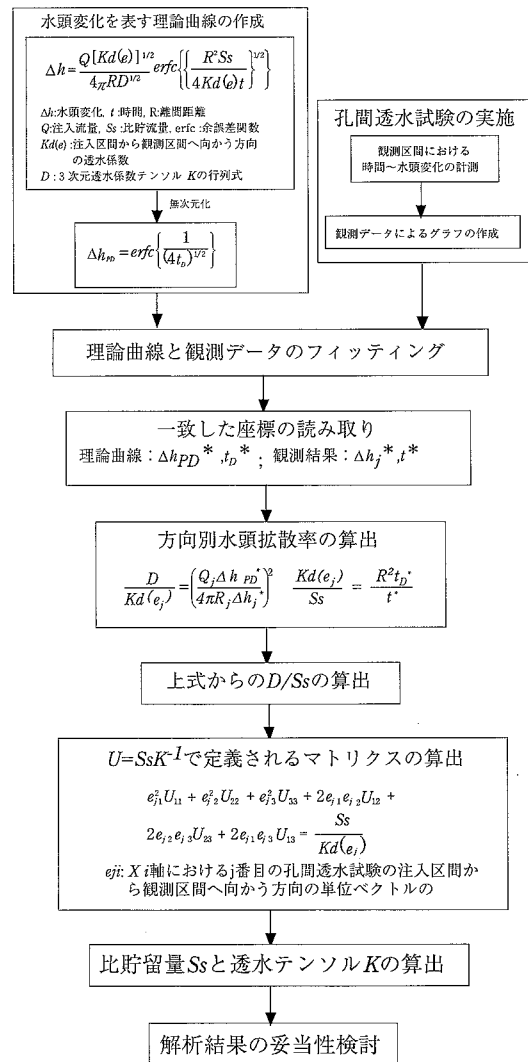 水頭変化を表す理論曲線の作成
Δh = Q[Kd(e)]^{1/2} / 4πRD^{1/2} erfc{{R²Ss / 4Kd(e)t}^{1/2}}
Δh:水頭変化, t:時間, R:離間距離
Q:注入流量, Ss:比貯流量, erfc:余誤差関数
Kd(e):注入区間から観測区間へ向かう方向
の透水係数
D:3次元透水係数テンソルKの行列式
無次元化
Δh_{PD} = erfc{1 / (4t_D)^{1/2}}
孔間透水試験の実施
観測区間における
時間～水頭変化の計測
観測データによるグラフの作成
理論曲線と観測データのフィッティング
一致した座標の読み取り
理論曲線:Δh_{PD}*, t_D* ; 観測結果:Δh_j*, t*
方向別水頭拡散率の算出
D / Kd(e_j) = (Q_jΔh_{PD}* / 4πR_jΔh_j*)² Kd(e_j) / Ss = R²t_D* / t*
上式からのD/Ssの算出
U=SsK⁻¹で定義されるマトリクスの算出
e²_{j1}U₁₁ + e²_{j2}U₂₂ + e²_{j3}U₃₃ + 2e_{j1}e_{j2}U₁₂ +
2e_{j2}e_{j3}U₂₃ + 2e_{j1}e_{j3}U₁₃ = Ss / Kd(e_j)
eji: X i軸におけるj番目の孔間透水試験の注入区間か
ら観測区間へ向かう方向の単位ベクトルの
比貯留量Ssと透水テンソルKの算出
解析結果の妥当性検討